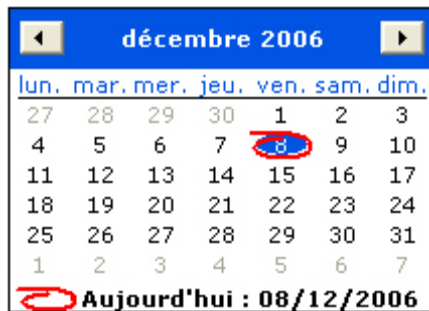 décembre 2006
lun. mar. mer. jeu. ven. sam. dim.
27 28 29 30 1 2 3
4 5 6 7 8 9 10
11 12 13 14 15 16 17
18 19 20 21 22 23 24
25 26 27 28 29 30 31
1 2 3 4 5 6 7
Aujourd'hui : 08/12/2006